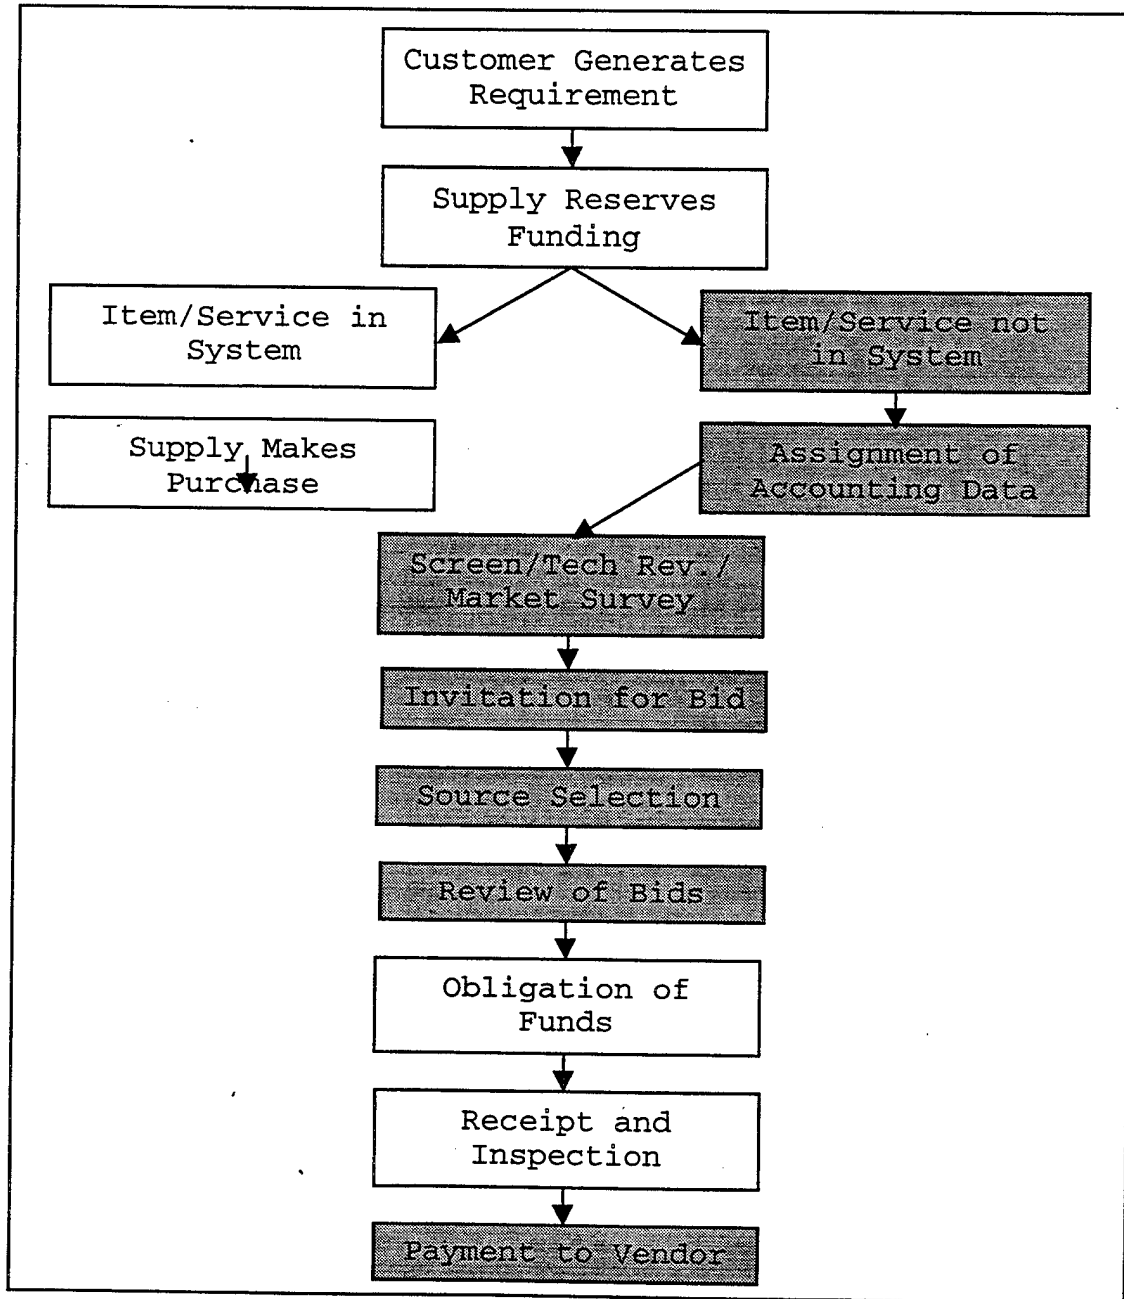 Customer Generates
Requirement
Supply Reserves
Funding
Item/Service in
System
Item/Service not
in System
Supply Makes
Purchase
Assignment of
Accounting Data
Screen/Tech Rev./
Market Survey
Invitation for Bid
Source Selection
Review of Bids
Obligation of
Funds
Receipt and
Inspection
Payment to Vendor